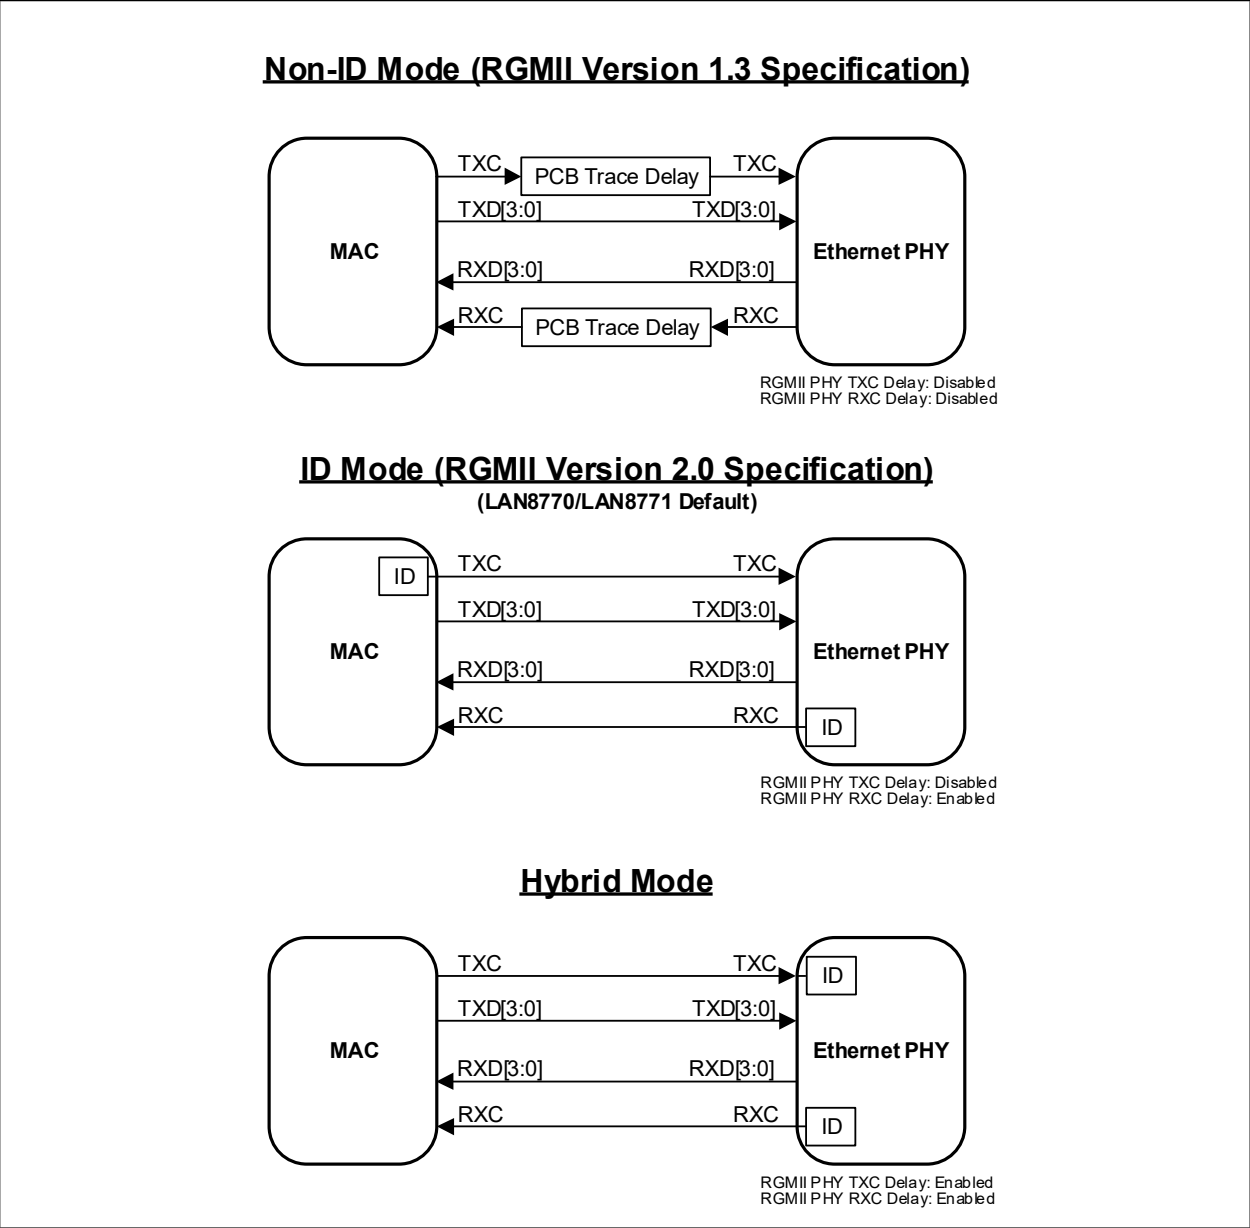 Non-ID Mode (RGMII Version 1.3 Specification)
TXC PCB Trace Delay TXC
TXD[3:0] TXD[3:0]
MAC Ethernet PHY
RXD[3:0] RXD[3:0]
RXC PCB Trace Delay RXC
RGMII PHY TXC Delay: Disabled
RGMII PHY RXC Delay: Disabled
ID Mode (RGMII Version 2.0 Specification)
(LAN8770/LAN8771 Default)
ID TXC TXC
TXD[3:0] TXD[3:0]
MAC Ethernet PHY
RXD[3:0] RXD[3:0]
RXC RXC ID
RGMII PHY TXC Delay: Disabled
RGMII PHY RXC Delay: Enabled
Hybrid Mode
TXC TXC ID
TXD[3:0] TXD[3:0]
MAC Ethernet PHY
RXD[3:0] RXD[3:0]
RXC RXC ID
RGMII PHY TXC Delay: Enabled
RGMII PHY RXC Delay: Enabled